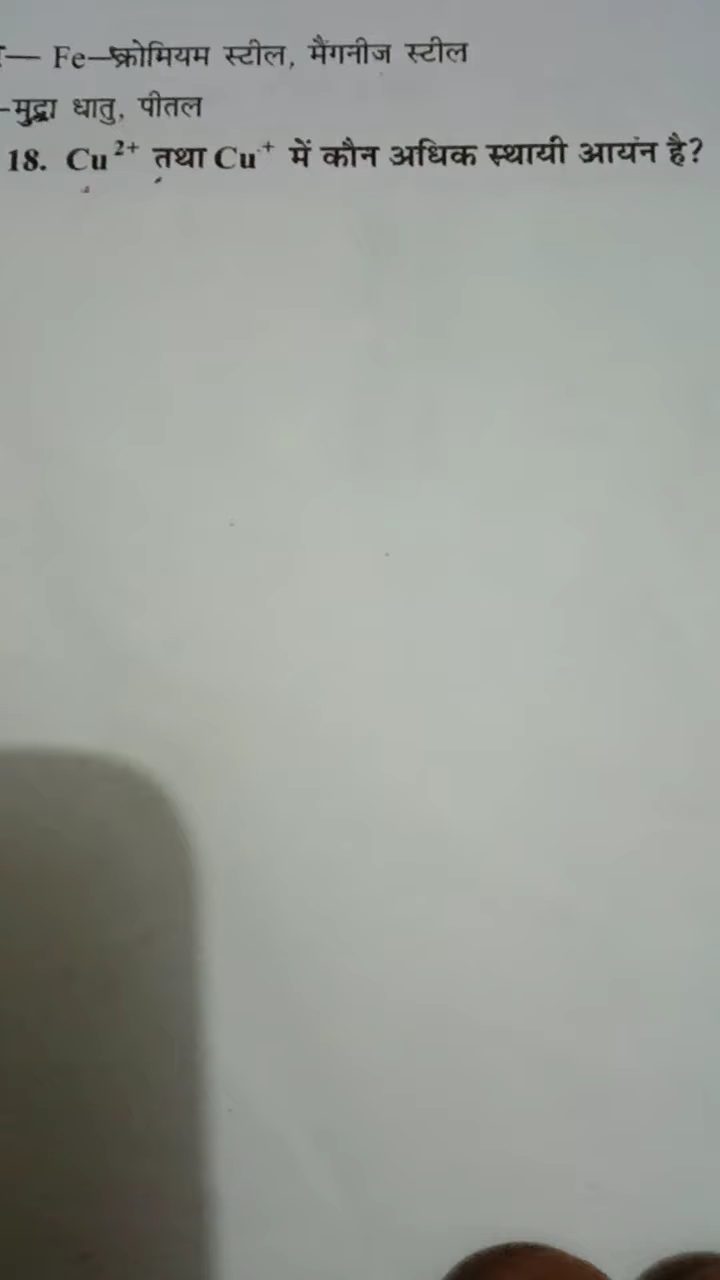 — Fe—क्रोमियम स्टील, मैंगनीज स्टील
-मुद्रा धातु, पीतल
18. Cu²⁺ तथा Cu⁺ में कौन अधिक स्थायी आयन है?